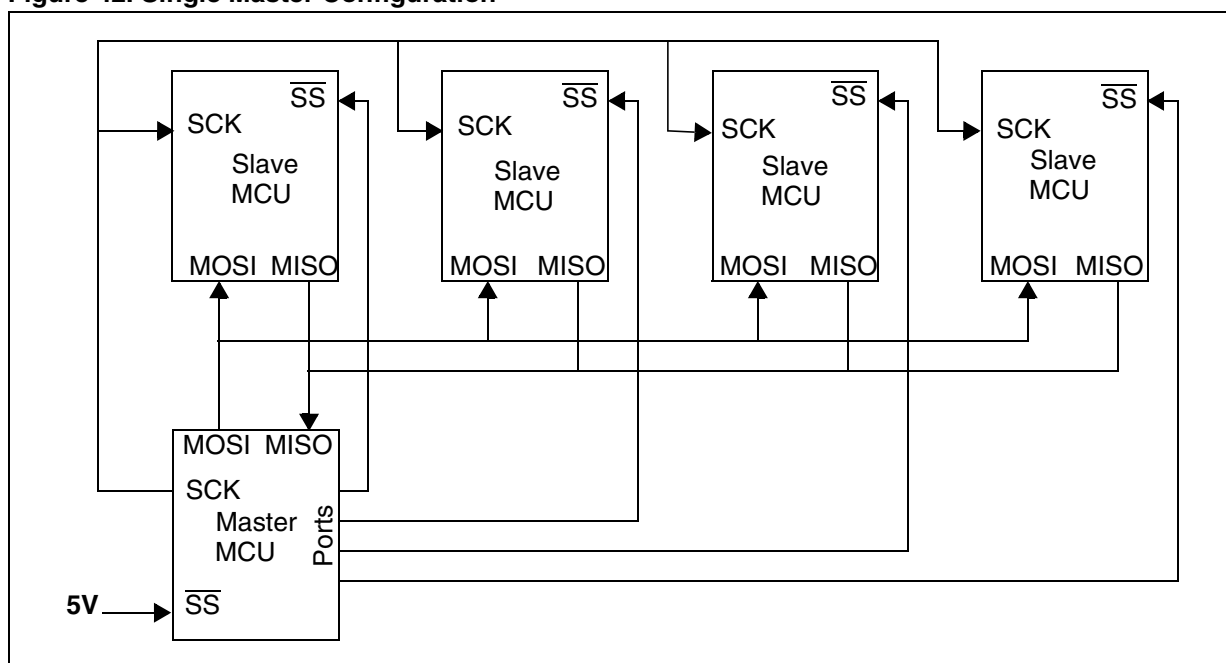 Figure 42. Single Master Configuration
SS
SCK
Slave
MCU
MOSI MISO
SS
SCK
Slave
MCU
MOSI MISO
SS
SCK
Slave
MCU
MOSI MISO
SS
SCK
Slave
MCU
MOSI MISO
MOSI MISO
SCK
Master
MCU
Ports
5V
SS